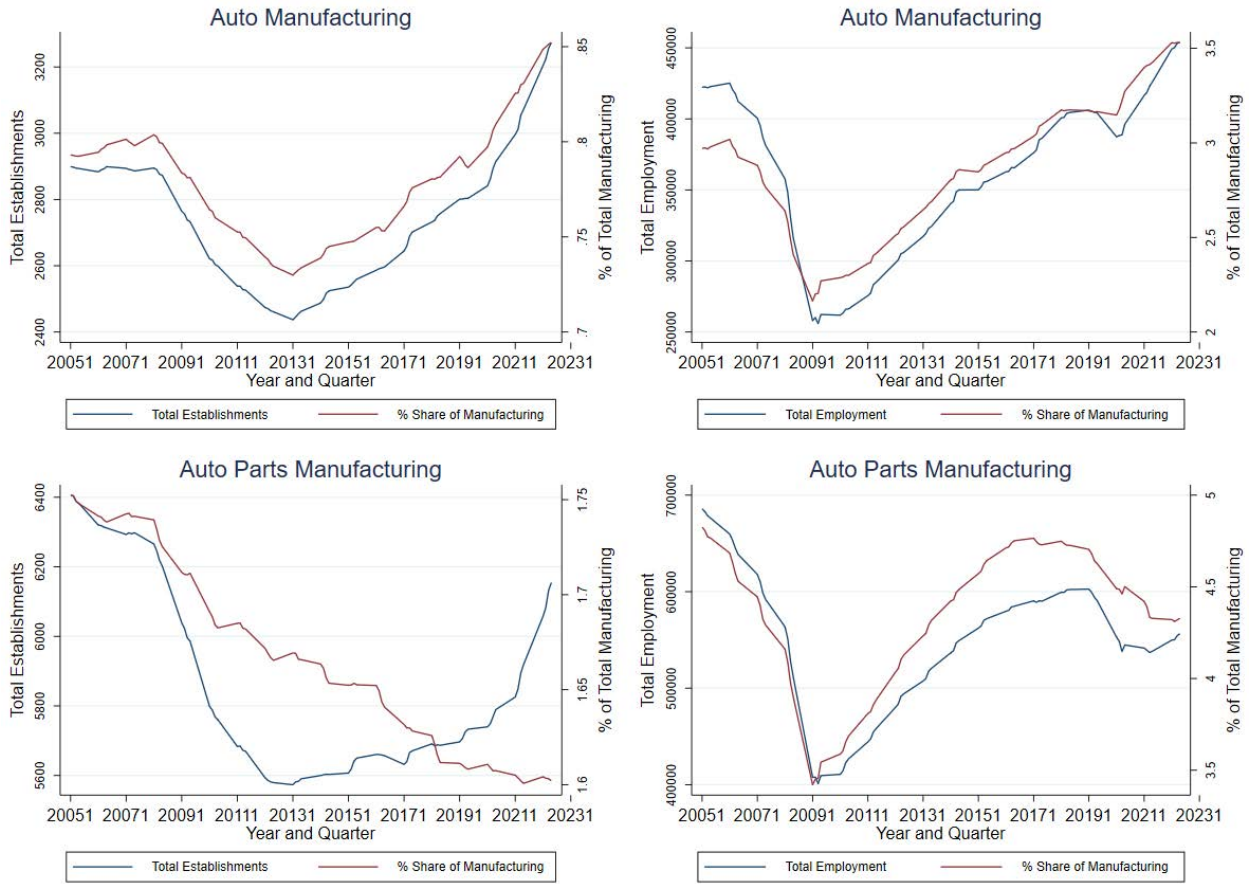 Auto Manufacturing
Total Establishments
3200
3000
2800
2600
2400
.85
.8
.75
.7
% of Total Manufacturing
20051 20071 20091 20111 20131 20151 20171 20191 20211 20231
Year and Quarter
Total Establishments % Share of Manufacturing
Auto Manufacturing
Total Employment
450000
400000
350000
300000
250000
3.5
3
2.5
2
% of Total Manufacturing
20051 20071 20091 20111 20131 20151 20171 20191 20211 20231
Year and Quarter
Total Employment % Share of Manufacturing
Auto Parts Manufacturing
Total Establishments
6400
6200
6000
5800
5600
1.75
1.7
1.65
1.6
% of Total Manufacturing
20051 20071 20091 20111 20131 20151 20171 20191 20211 20231
Year and Quarter
Total Establishments % Share of Manufacturing
Auto Parts Manufacturing
Total Employment
700000
600000
500000
400000
5
4.5
4
3.5
% of Total Manufacturing
20051 20071 20091 20111 20131 20151 20171 20191 20211 20231
Year and Quarter
Total Employment % Share of Manufacturing